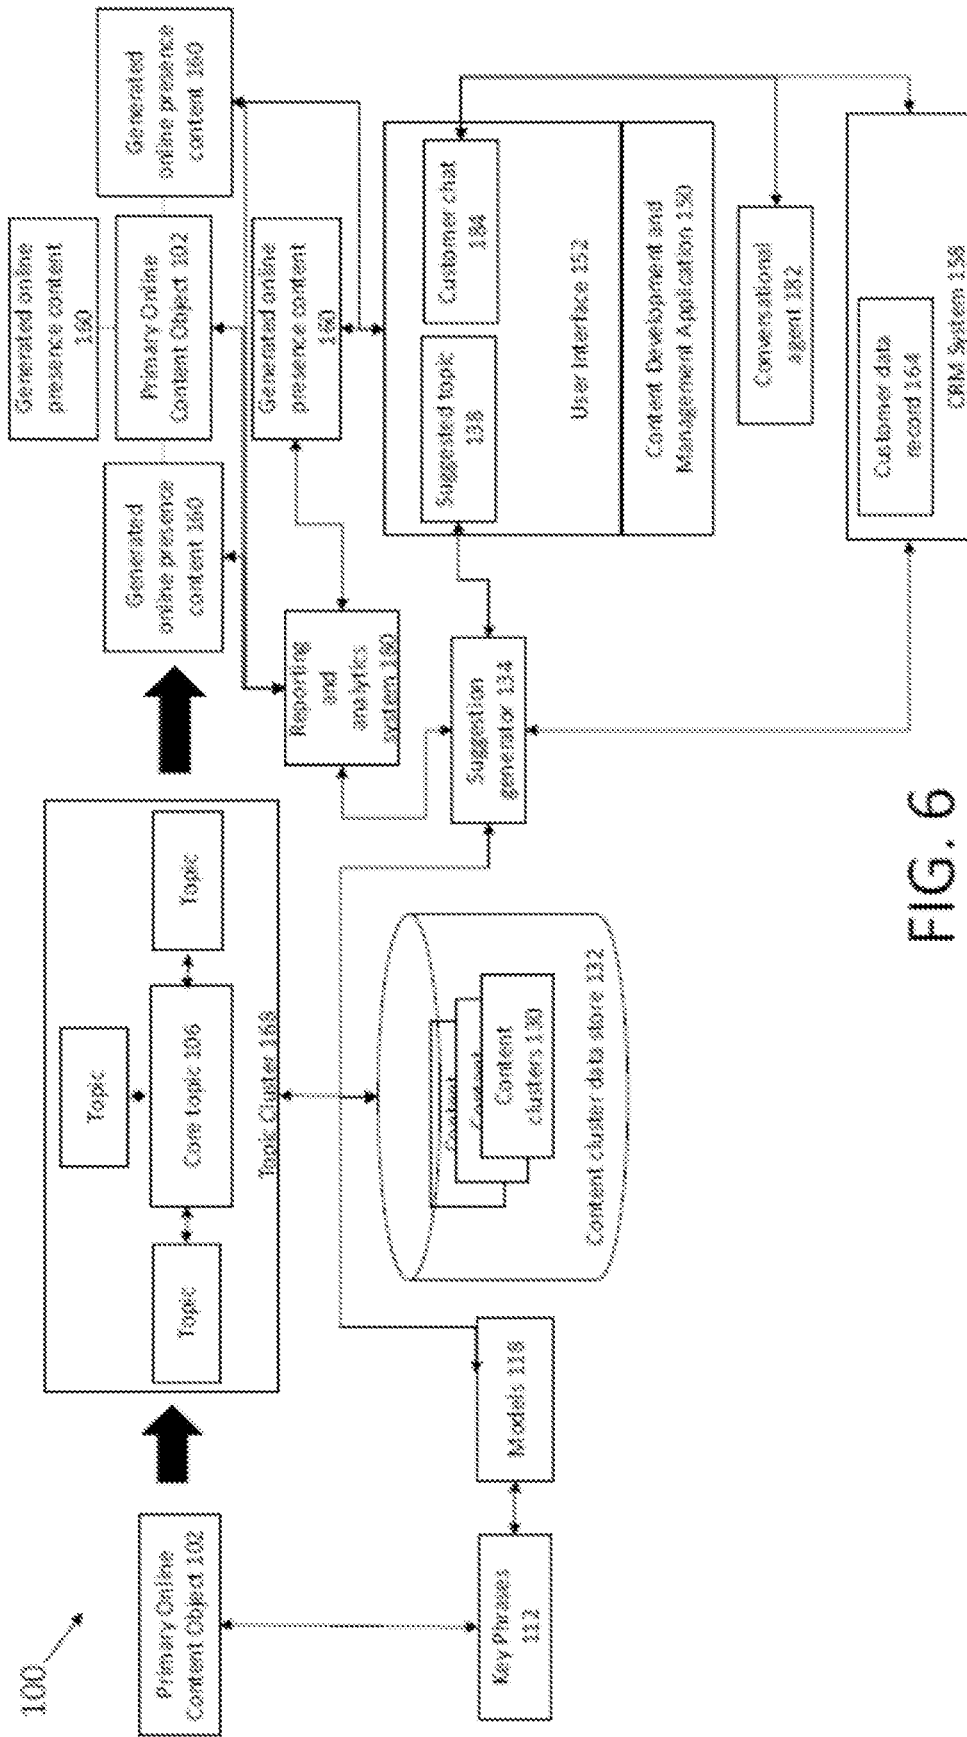 100
Primary Online
Content Object 102
Key Phrases
112
Models 118
Topic
Topic
Core topic 106
Topic
Topic Cluster 168
Content
Content
Content
clusters 130
Content cluster data store 132
Generated
online presence
content 160
Generated online
presence content
160
Primary Online
Content Object 102
Generated
online presence
content 160
Generated online
presence content
160
Reporting
and
analytics
system 180
Suggestion
generator 134
Suggested topic
138
Customer chat
184
User Interface 152
Content Development and
Management Application 150
Conversational
agent 182
Customer data
record 164
CRM System 158
FIG. 6